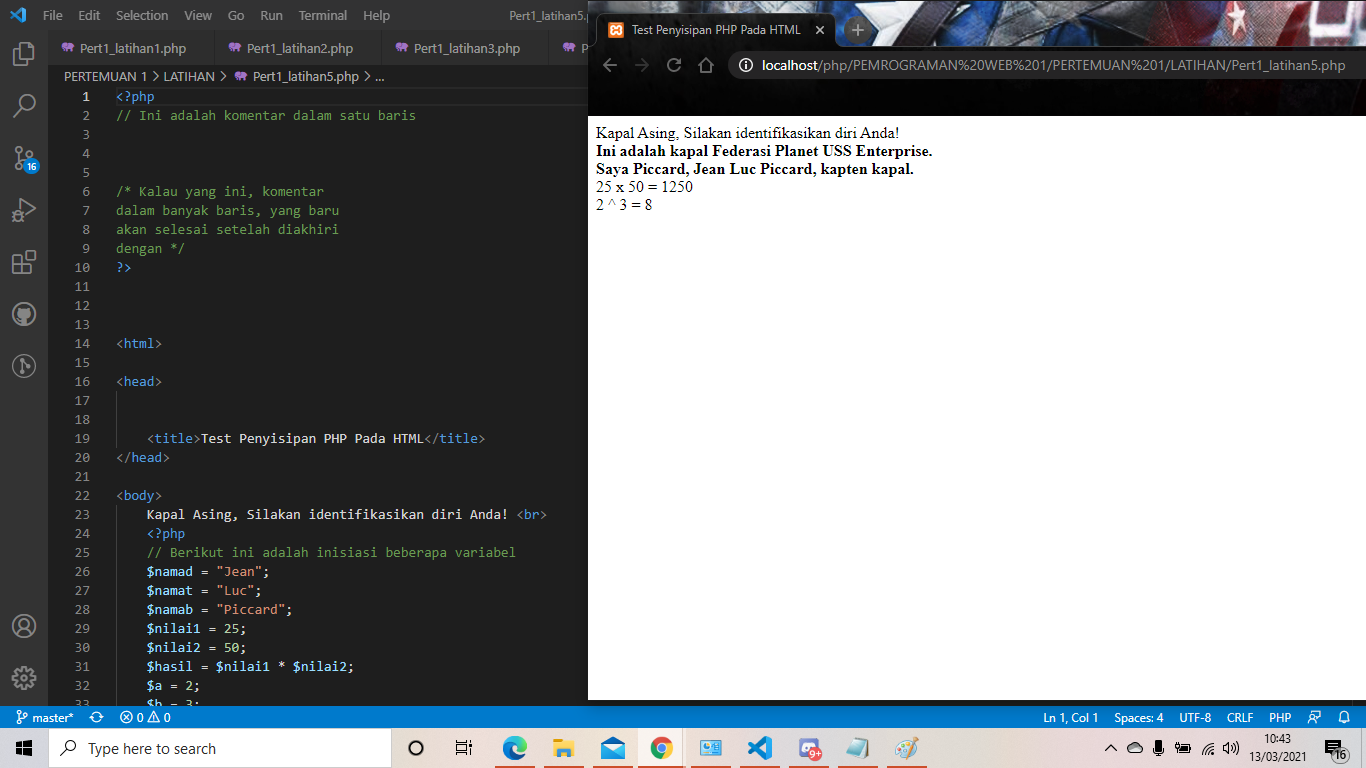 File Edit Selection View Go Run Terminal Help Pert1_latihan5.
Pert1_latihan1.php Pert1_latihan2.php Pert1_latihan3.php P
PERTEMUAN 1 > LATIHAN > Pert1_latihan5.php > ...
1 <?php
2 // Ini adalah komentar dalam satu baris
3
4
5
6 /* Kalau yang ini, komentar
7 dalam banyak baris, yang baru
8 akan selesai setelah diakhiri
9 dengan */
10 ?>
11
12
13
14 <html>
15
16 <head>
17
18
19 <title>Test Penyisipan PHP Pada HTML</title>
20 </head>
21
22 <body>
23 Kapal Asing, Silakan identifikasikan diri Anda! <br>
24 <?php
25 // Berikut ini adalah inisiasi beberapa variabel
26 $namad = "Jean";
27 $namat = "Luc";
28 $namab = "Piccard";
29 $nilai1 = 25;
30 $nilai2 = 50;
31 $hasil = $nilai1 * $nilai2;
32 $a = 2;
33 $b = 3;
16
Test Penyisipan PHP Pada HTML
localhost/php/PEMROGRAMAN%20WEB%201/PERTEMUAN%201/LATIHAN/Pert1_latihan5.php
Kapal Asing, Silakan identifikasikan diri Anda!
Ini adalah kapal Federasi Planet USS Enterprise.
Saya Piccard, Jean Luc Piccard, kapten kapal.
25 x 50 = 1250
2 ^ 3 = 8
master* 0 0 Ln 1, Col 1 Spaces: 4 UTF-8 CRLF PHP
Type here to search
9+
10:43
13/03/2021
16